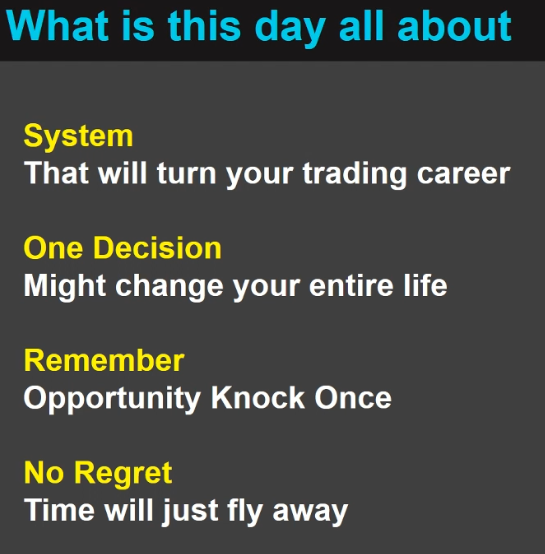 What is this day all about
System
That will turn your trading career
One Decision
Might change your entire life
Remember
Opportunity Knock Once
No Regret
Time will just fly away